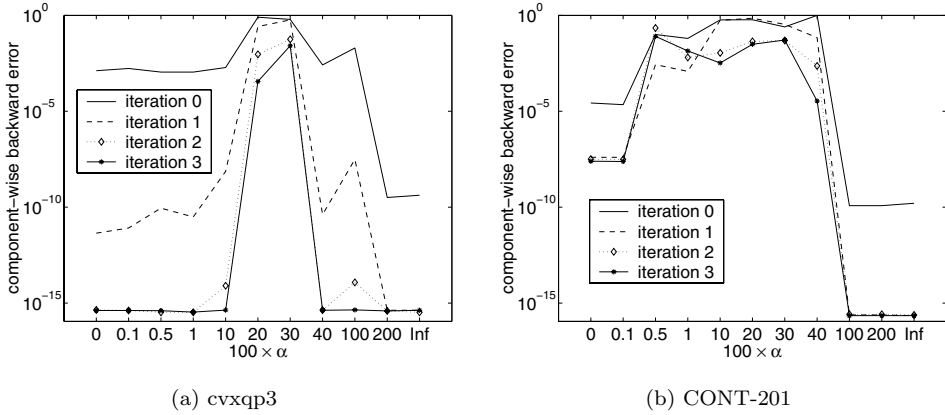 component−wise backward error
10^0
10^−5
10^−10
10^−15
iteration 0
iteration 1
iteration 2
iteration 3
0 0.1 0.5 1 10 20 30 40 100 200 Inf
100 × α
(a) cvxqp3
component−wise backward error
10^0
10^−5
10^−10
10^−15
iteration 0
iteration 1
iteration 2
iteration 3
0 0.1 0.5 1 10 20 30 40 100 200 Inf
100 × α
(b) CONT-201